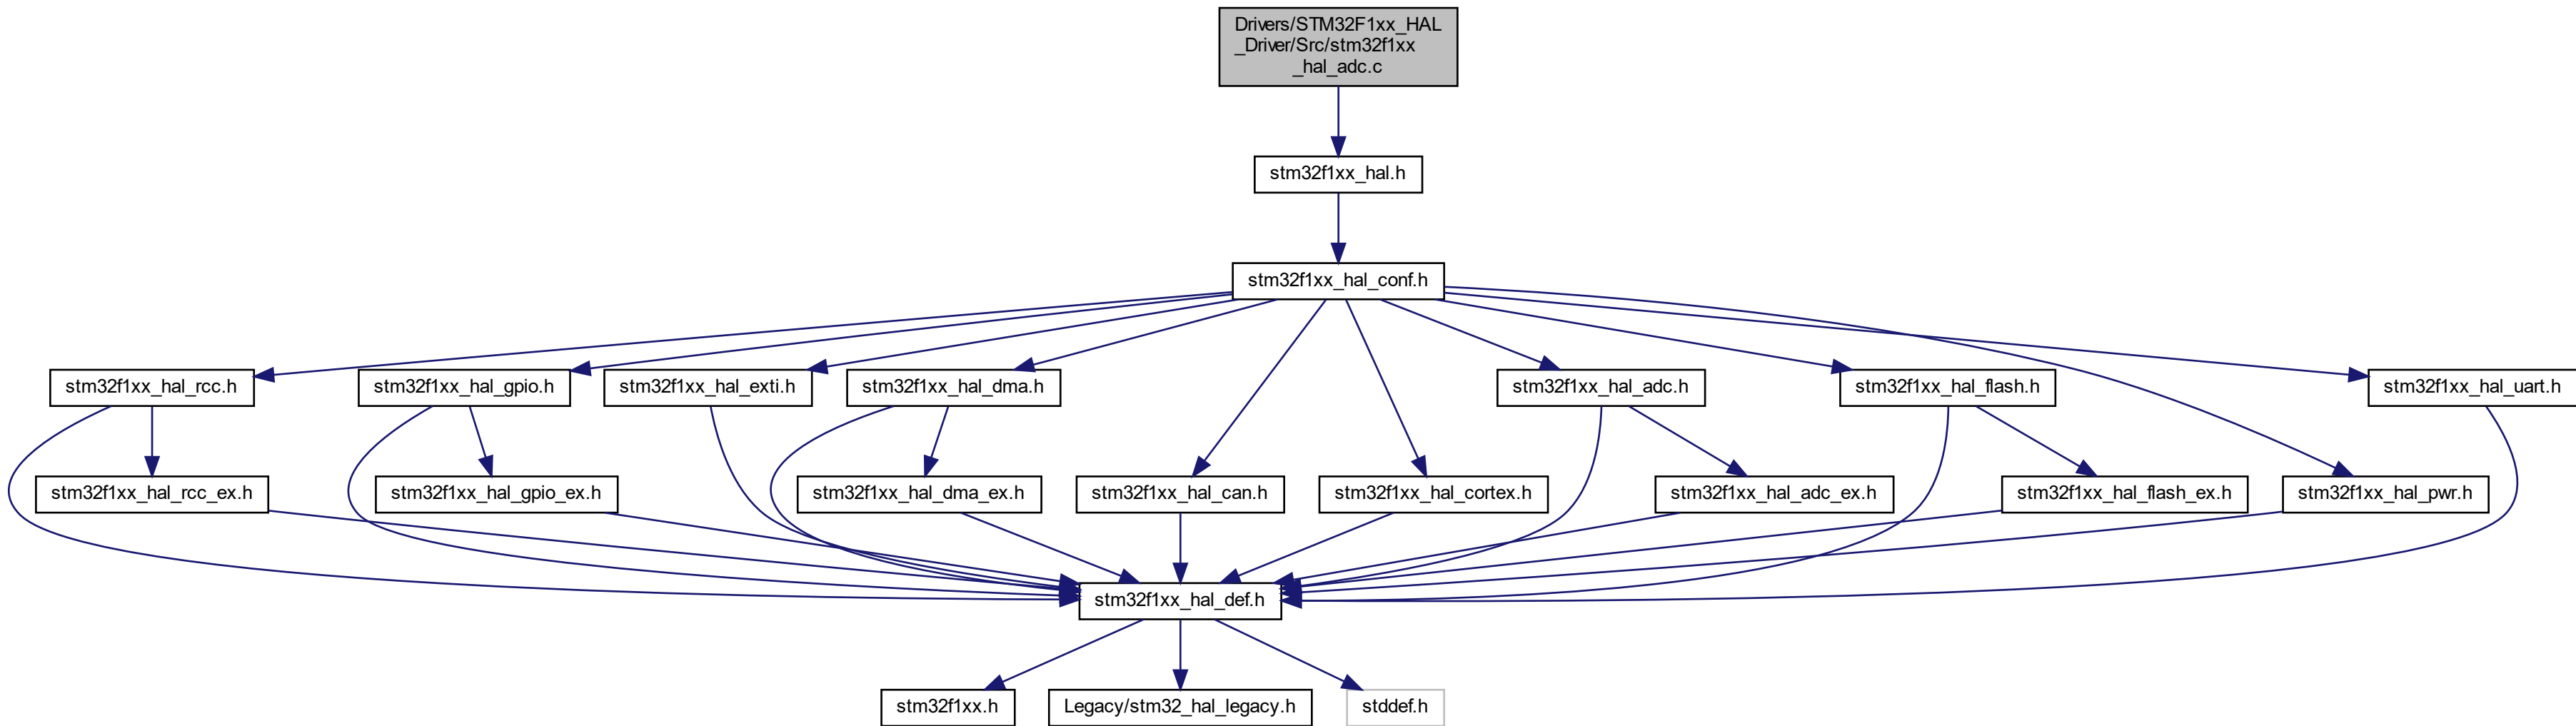 Drivers/STM32F1xx_HAL
_Driver/Src/stm32f1xx
_hal_adc.c
stm32f1xx_hal.h
stm32f1xx_hal_conf.h
stm32f1xx_hal_rcc.h
stm32f1xx_hal_gpio.h
stm32f1xx_hal_exti.h
stm32f1xx_hal_dma.h
stm32f1xx_hal_adc.h
stm32f1xx_hal_flash.h
stm32f1xx_hal_uart.h
stm32f1xx_hal_rcc_ex.h
stm32f1xx_hal_gpio_ex.h
stm32f1xx_hal_dma_ex.h
stm32f1xx_hal_can.h
stm32f1xx_hal_cortex.h
stm32f1xx_hal_adc_ex.h
stm32f1xx_hal_flash_ex.h
stm32f1xx_hal_pwr.h
stm32f1xx_hal_def.h
stm32f1xx.h
Legacy/stm32_hal_legacy.h
stddef.h